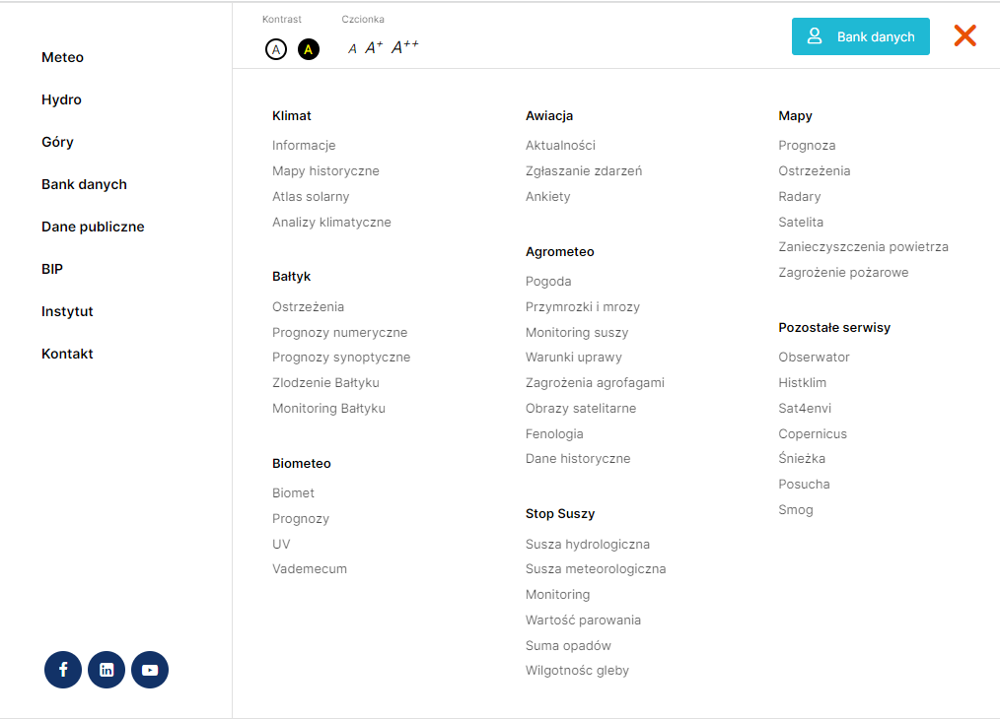 Meteo
Hydro
Góry
Bank danych
Dane publiczne
BIP
Instytut
Kontakt
Kontrast
Czcionka
A A
A A+ A++
Bank danych
Klimat
Informacje
Mapy historyczne
Atlas solarny
Analizy klimatyczne
Bałtyk
Ostrzeżenia
Prognozy numeryczne
Prognozy synoptyczne
Zlodzenie Bałtyku
Monitoring Bałtyku
Biometeo
Biomet
Prognozy
UV
Vademecum
Awiacja
Aktualności
Zgłaszanie zdarzeń
Ankiety
Agrometeo
Pogoda
Przymrozki i mrozy
Monitoring suszy
Warunki uprawy
Zagrożenia agrofagami
Obrazy satelitarne
Fenologia
Dane historyczne
Stop Suszy
Susza hydrologiczna
Susza meteorologiczna
Monitoring
Wartość parowania
Suma opadów
Wilgotnośc gleby
Mapy
Prognoza
Ostrzeżenia
Radary
Satelita
Zanieczyszczenia powietrza
Zagrożenie pożarowe
Pozostałe serwisy
Obserwator
Histklim
Sat4envi
Copernicus
Śnieżka
Posucha
Smog
f
in